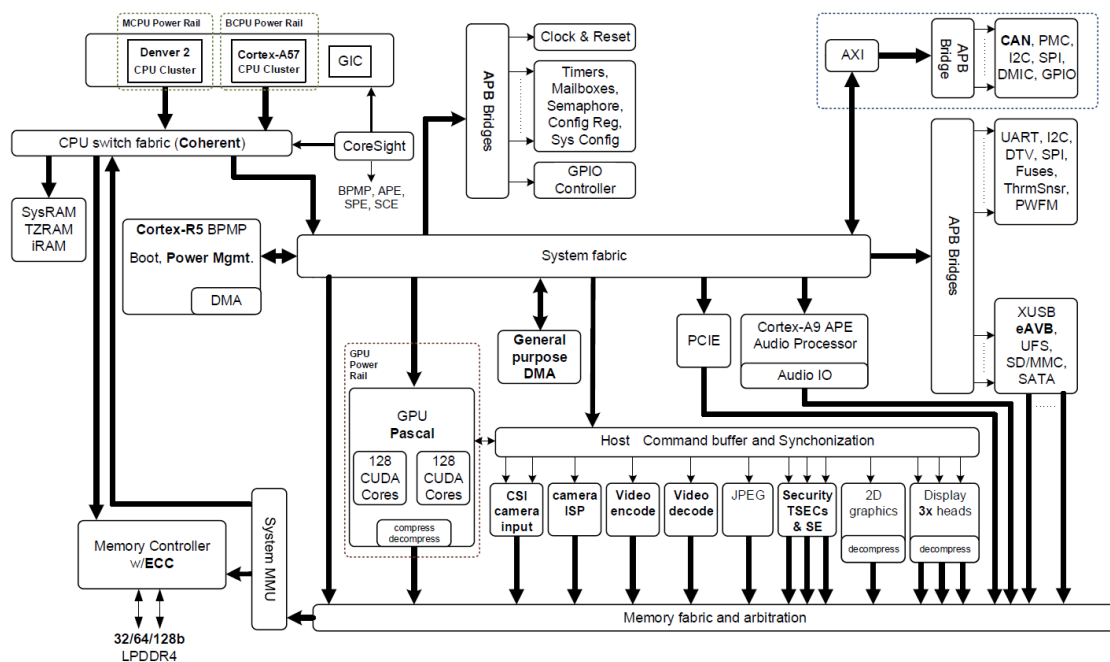 MCPU Power Rail
BCPU Power Rail
Denver 2
CPU Cluster
Cortex-A57
CPU Cluster
GIC
CPU switch fabric (Coherent)
CoreSight
BPMP, APE,
SPE, SCE
SysRAM
TZRAM
iRAM
Cortex-R5 BPMP
Boot, Power Mgmt.
DMA
APB Bridges
Clock & Reset
Timers,
Mailboxes,
Semaphore,
Config Reg,
Sys Config
GPIO
Controller
AXI
APB
Bridge
CAN, PMC,
I2C, SPI,
DMIC, GPIO
APB Bridges
UART, I2C,
DTV, SPI,
Fuses,
ThrmSnsr,
PWFM
XUSB
eAVB,
UFS,
SD/MMC,
SATA
System fabric
GPU
Power
Rail
GPU
Pascal
128
CUDA
Cores
128
CUDA
Cores
compress
decompress
General
purpose
DMA
PCIE
Cortex-A9 APE
Audio Processor
Audio IO
Host Command buffer and Synchonization
CSI
camera
input
camera
ISP
Video
encode
Video
decode
JPEG
Security
TSECs
& SE
2D
graphics
decompress
Display
3x heads
decompress
Memory Controller
w/ECC
System MMU
Memory fabric and arbitration
32/64/128b
LPDDR4